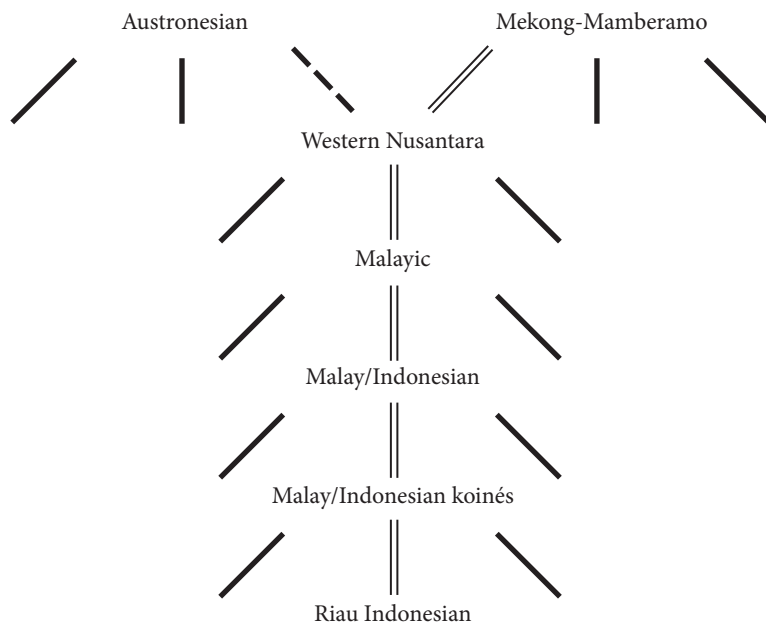 Austronesian
Mekong-Mamberamo
Western Nusantara
Malayic
Malay/Indonesian
Malay/Indonesian koinés
Riau Indonesian